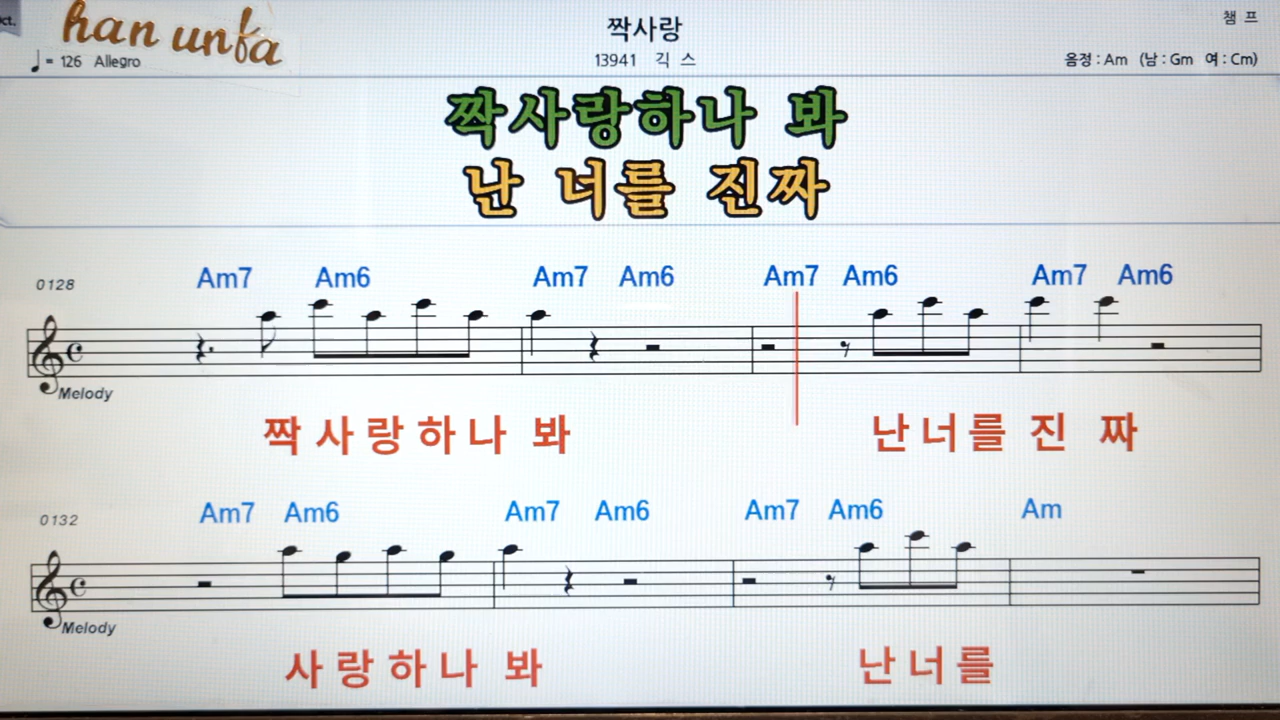 ct.
han unfa
짝사랑
챔 프
♩= 126 Allegro
13941 긱 스
음정 : Am (남 : Gm 여 : Cm)
짝사랑하나 봐
난 너를 진짜
0128
Am7 Am6 Am7 Am6 Am7 Am6 Am7 Am6
Melody
짝 사 랑 하 나 봐 난 너 를 진 짜
0132
Am7 Am6 Am7 Am6 Am7 Am6 Am
Melody
사 랑 하 나 봐 난 너 를